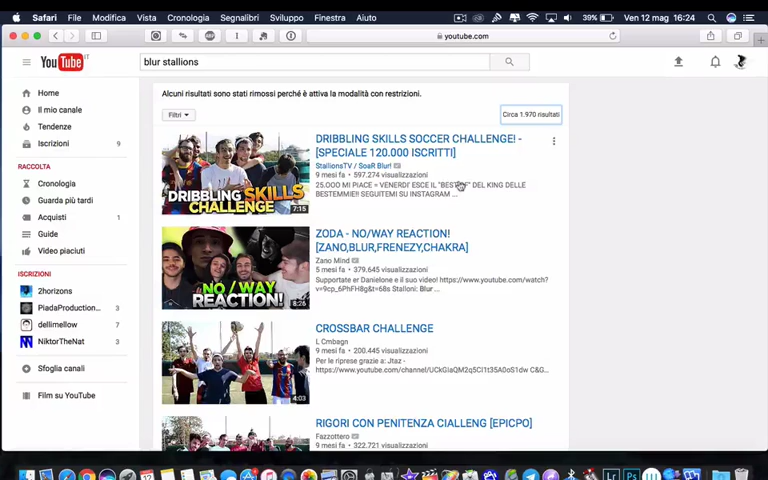 Safari File Modifica Vista Cronologia Segnalibri Sviluppo Finestra Aiuto 39% Ven 12 mag 16:24
youtube.com
YouTube IT blur stallions
Alcuni risultati sono stati rimossi perché è attiva la modalità con restrizioni.
Filtri Circa 1.970 risultati
Home
Il mio canale
Tendenze
Iscrizioni 9
RACCOLTA
Cronologia
Guarda più tardi
Acquisti 1
Guide
Video piaciuti
ISCRIZIONI
2horizons
PiadaProduction... 3
dellimellow 7
NiktorTheNat 3
Sfoglia canali
Film su YouTube
DRIBBLING SKILLS
CHALLENGE! 7:15
DRIBBLING SKILLS SOCCER CHALLENGE! -
[SPECIALE 120.000 ISCRITTI]
StallionsTV / SoaR Blur!
9 mesi fa • 597.274 visualizzazioni
25.000 MI PIACE = VENERDI' ESCE IL DEL KING DELLE
BESTEMMIE!! SEGUITEMI SU INSTAGRAM ...
NO/WAY
REACTION! 8:26
ZODA - NO/WAY REACTION!
[ZANO,BLUR,FRENEZY,CHAKRA]
Zano Mind
5 mesi fa • 379.645 visualizzazioni
Supportate er Danielone e il suo video! https://www.youtube.com/watch?
v=9cp_6PhFH6g&t=68s Stalloni: Blur ...
4:03
CROSSBAR CHALLENGE
L Cmbagn
9 mesi fa • 200.445 visualizzazioni
Per le riprese grazie a: Jtaz -
RIGORI CON PENITENZA CIALLENG [EPICPO]
Fazzottero
9 mesi fa • 322.721 visualizzazioni
12
Lr Ps